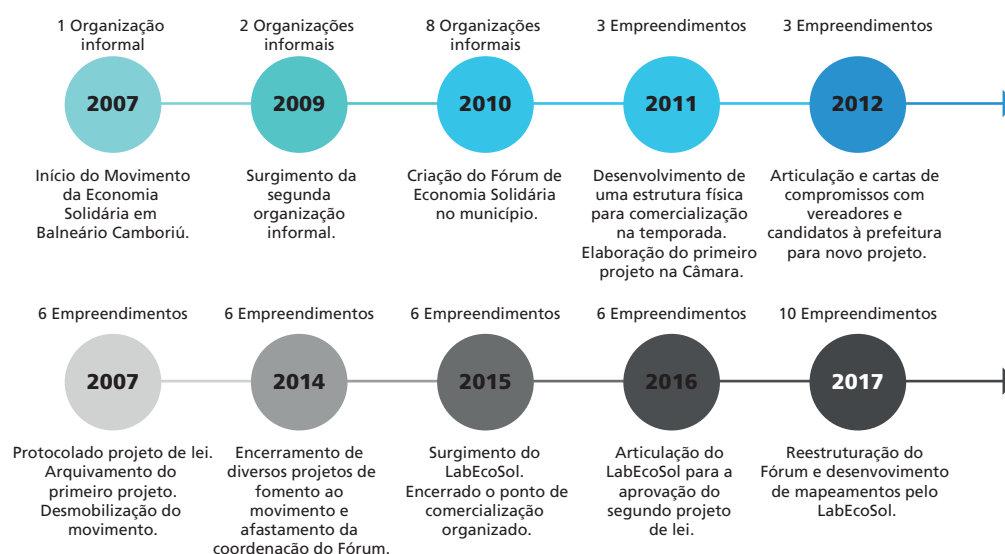 1 Organização
informal
2 Organizações
informais
8 Organizações
informais
3 Empreendimentos
3 Empreendimentos
2007
2009
2010
2011
2012
Início do Movimento
da Economia
Solidária em
Balneário Camboriú.
Surgimento da
segunda
organização
informal.
Criação do Fórum de
Economia Solidária
no município.
Desenvolvimento de
uma estrutura física
para comercialização
na temporada.
Elaboração do primeiro
projeto na Câmara.
Articulação e cartas de
compromissos com
vereadores e
candidatos à prefeitura
para novo projeto.
6 Empreendimentos
6 Empreendimentos
6 Empreendimentos
6 Empreendimentos
10 Empreendimentos
2007
2014
2015
2016
2017
Protocolado projeto de lei.
Arquivamento do
primeiro projeto.
Desmobilização do
movimento.
Encerramento de
diversos projetos de
fomento ao
movimento e
afastamento da
coordenação do Fórum.
Surgimento do
LabEcoSol.
Encerrado o ponto de
comercialização
organizado.
Articulação do
LabEcoSol para a
aprovação do
segundo projeto
de lei.
Reestruturação do
Fórum e desenvovimento
de mapeamentos pelo
LabEcoSol.